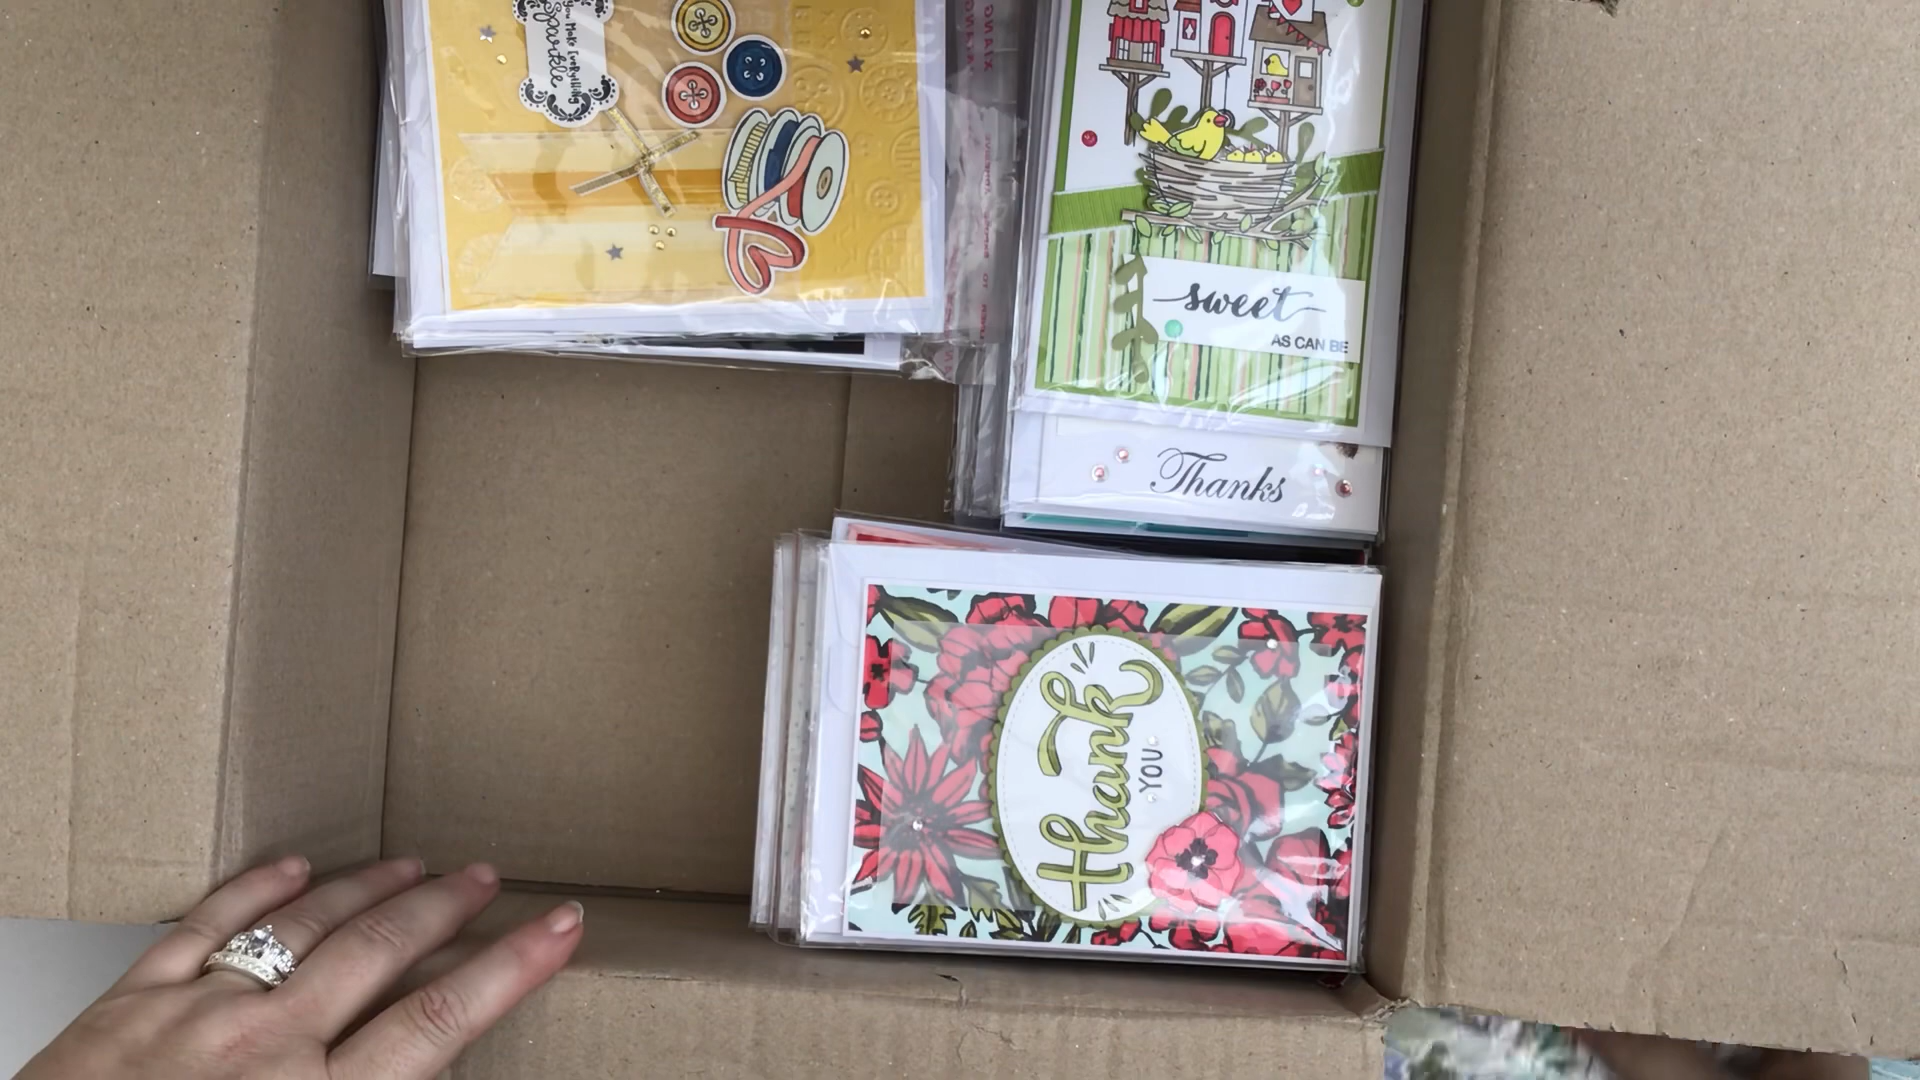 you Make EveRything
Sparkle
sweet
AS CAN BE
Thanks
thank
YOU